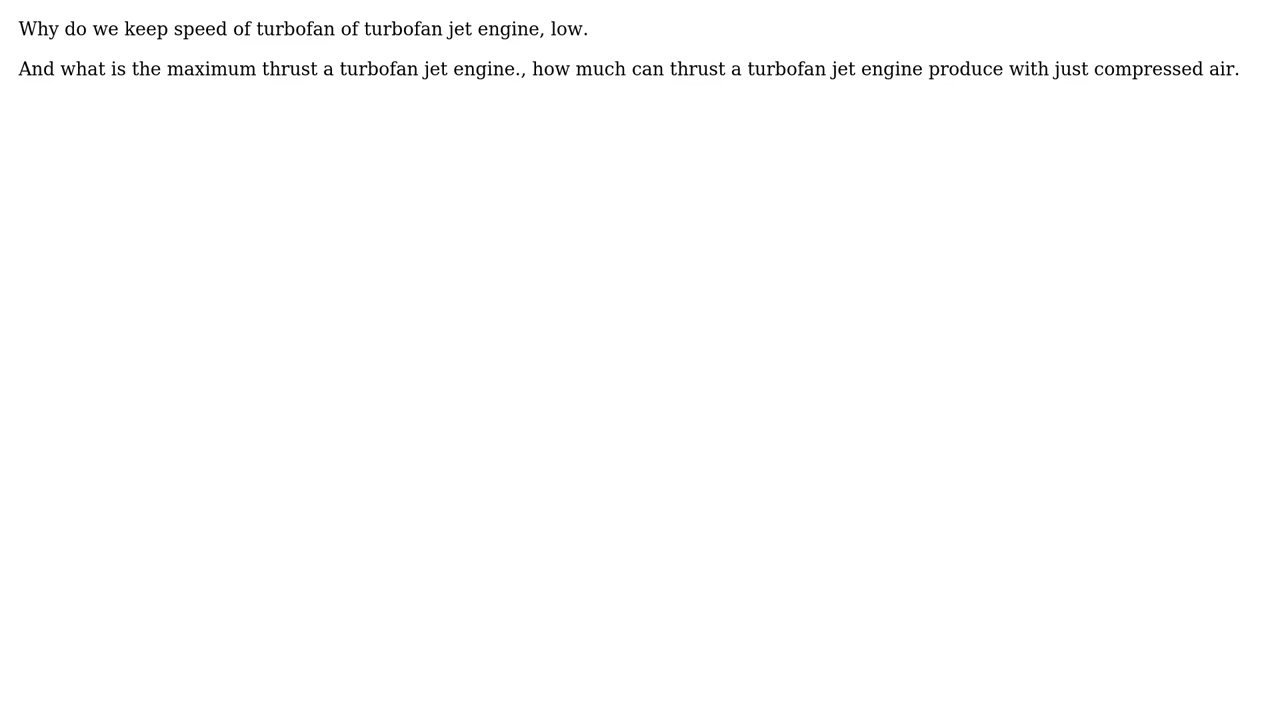 Why do we keep speed of turbofan of turbofan jet engine, low.
And what is the maximum thrust a turbofan jet engine., how much can thrust a turbofan jet engine produce with just compressed air.